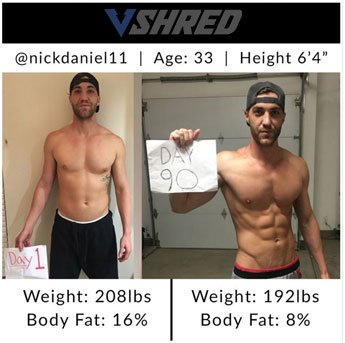 VSHRED
@nickdaniel11 | Age: 33 | Height 6’4”
Day 1
DAY
90
Weight: 208lbs
Body Fat: 16%
Weight: 192lbs
Body Fat: 8%